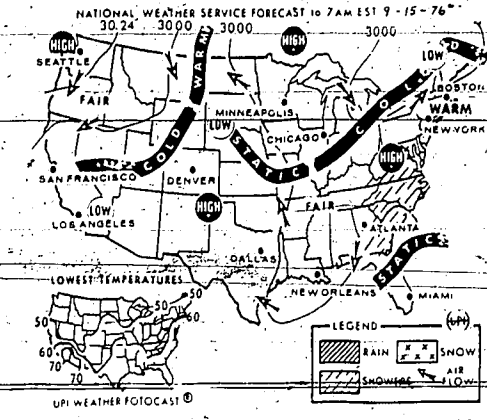 NATIONAL WEATHER SERVICE FORECAST to 7AM EST 9-15-76
30.24 3000 3000 3000
HIGH
SEATTLE
WARM
HIGH
LOW
COLD
BOSTON
FAIR
MINNEAPOLIS
WARM
NEW YORK
LOW
CHICAGO
COLD
STATIC
HIGH
SAN FRANCISCO
DENVER
LOW
LOS ANGELES
HIGH
FAIR
ATLANTA
DALLAS
STATIC
LOWEST TEMPERATURES
NEW ORLEANS
MIAMI
50
50
50
60
60
70
70
LEGEND
UPI
RAIN
SNOW
SHOWERS
AIR FLOW
UPI WEATHER FOTOCAST ®